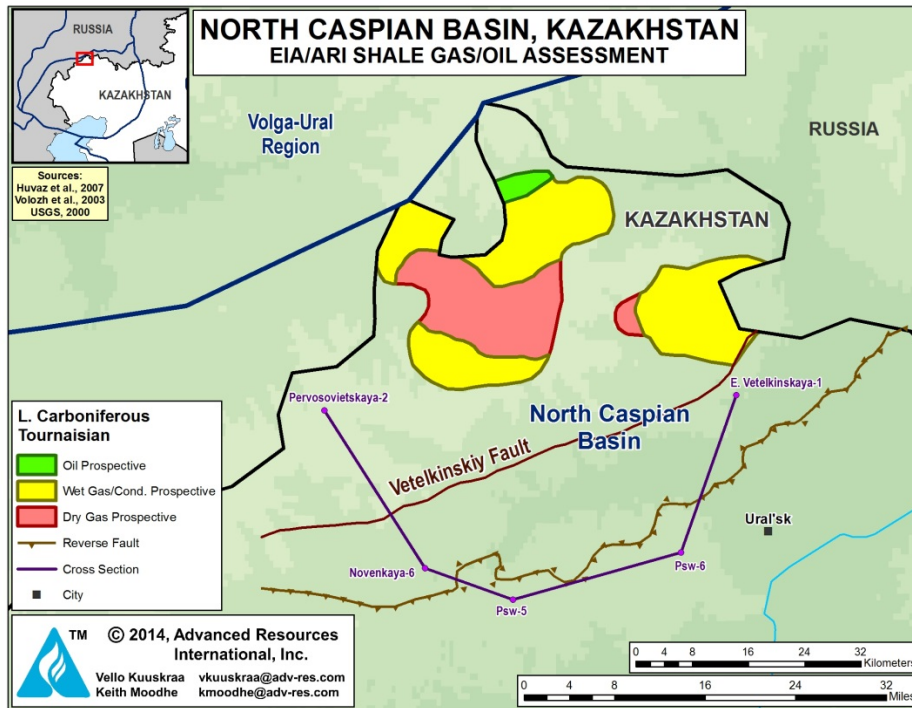 NORTH CASPIAN BASIN, KAZAKHSTAN
EIA/ARI SHALE GAS/OIL ASSESSMENT
RUSSIA
KAZAKHSTAN
Sources:
Huvaz et al., 2007
Volozh et al., 2003
USGS, 2000
Volga-Ural
Region
RUSSIA
KAZAKHSTAN
Pervosovietskaya-2
E. Vetelkinskaya-1
North Caspian
Basin
Vetelkinskiy Fault
Ural'sk
Novenkaya-6
Psw-5
Psw-6
L. Carboniferous
Tournaisian
Oil Prospective
Wet Gas/Cond. Prospective
Dry Gas Prospective
Reverse Fault
Cross Section
City
TM
© 2014, Advanced Resources
International, Inc.
Vello Kuuskraa vkuuskraa@adv-res.com
Keith Moodhe kmoodhe@adv-res.com
0 4 8 16 24 32
Kilometers
0 4 8 16 24 32
Miles